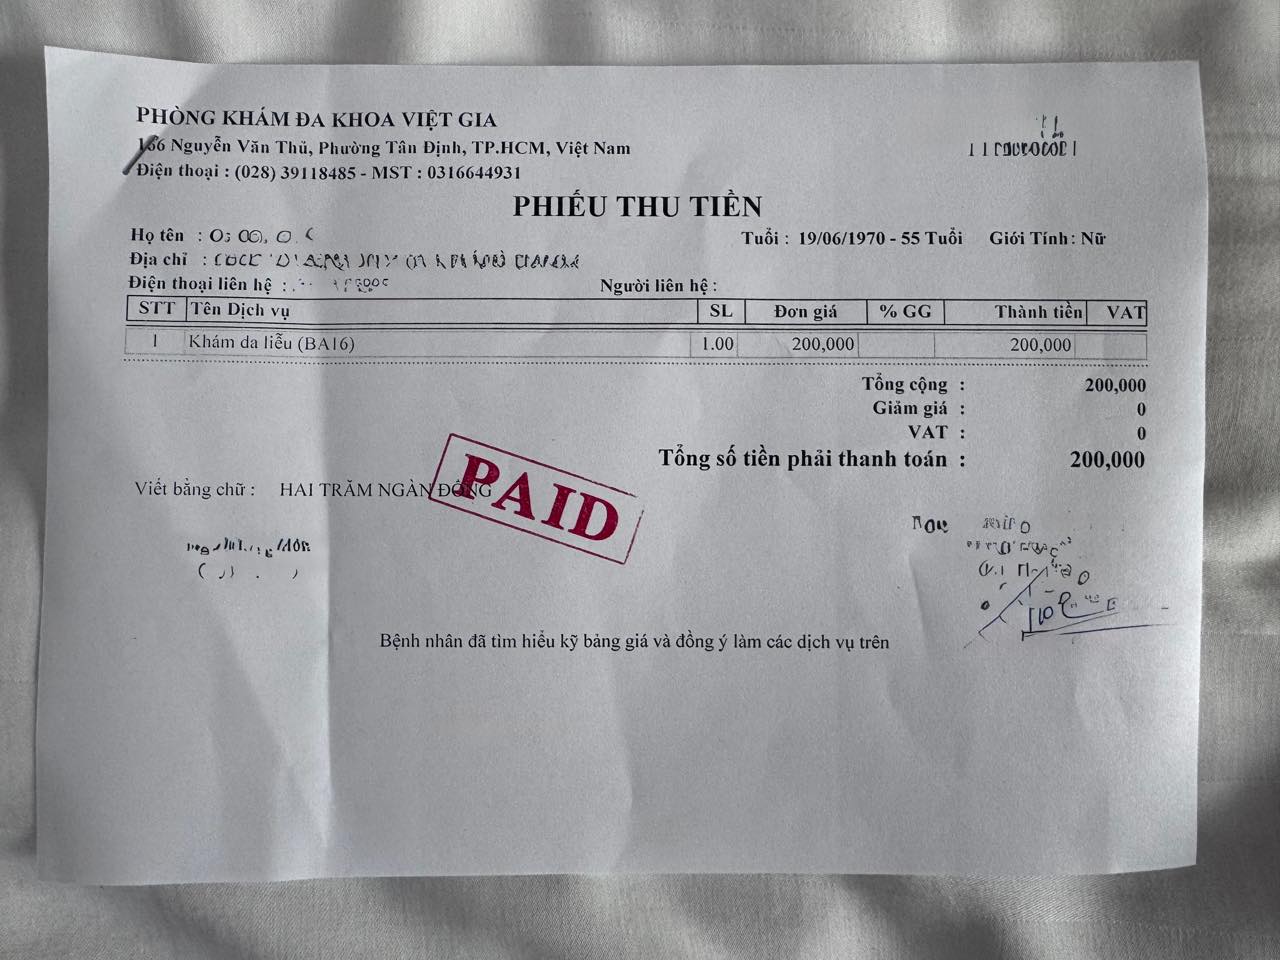 PHÒNG KHÁM ĐA KHOA VIỆT GIA
166 Nguyễn Văn Thủ, Phường Tân Định, TP.HCM, Việt Nam
Điện thoại : (028) 39118485 - MST : 0316644931
PHIẾU THU TIỀN
Họ tên :
Tuổi : 19/06/1970 - 55 Tuổi Giới Tính: Nữ
Địa chỉ :
Điện thoại liên hệ : Người liên hệ :
STT Tên Dịch vụ SL Đơn giá % GG Thành tiền VAT
1 Khám da liễu (BA16) 1.00 200,000 200,000
Tổng cộng : 200,000
Giảm giá : 0
VAT : 0
Tổng số tiền phải thanh toán : 200,000
Viết bằng chữ : HAI TRĂM NGÀN ĐỒNG
PAID
Bệnh nhân đã tìm hiểu kỹ bảng giá và đồng ý làm các dịch vụ trên